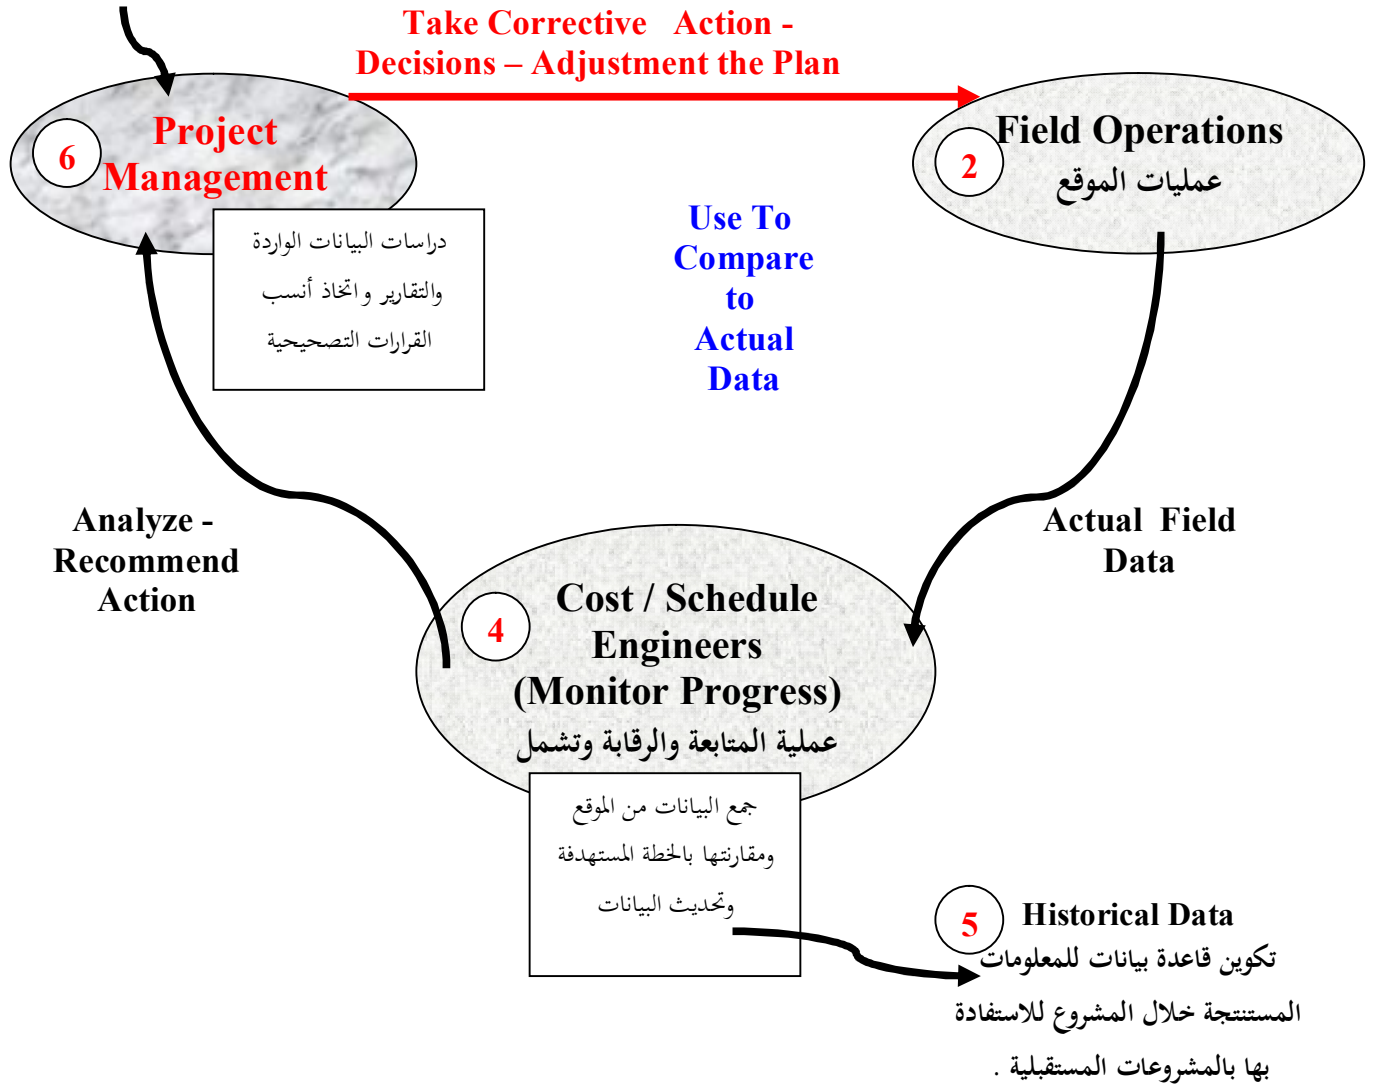 Take Corrective Action -
Decisions – Adjustment the Plan
6
Project
Management
دراسات البيانات الواردة
والتقارير و اتخاذ أنسب
القرارات التصحيحية
2
Field Operations
عمليات الموقع
Use To
Compare
to
Actual
Data
Analyze -
Recommend
Action
Actual Field
Data
4
Cost / Schedule
Engineers
(Monitor Progress)
عملية المتابعة والرقابة وتشمل
جمع البيانات من الموقع
ومقارنتها بالخطة المستهدفة
وتحديث البيانات
5
Historical Data
تكوين قاعدة بيانات للمعلومات
المستنتجة خلال المشروع للاستفادة
بها بالمشروعات المستقبلية .